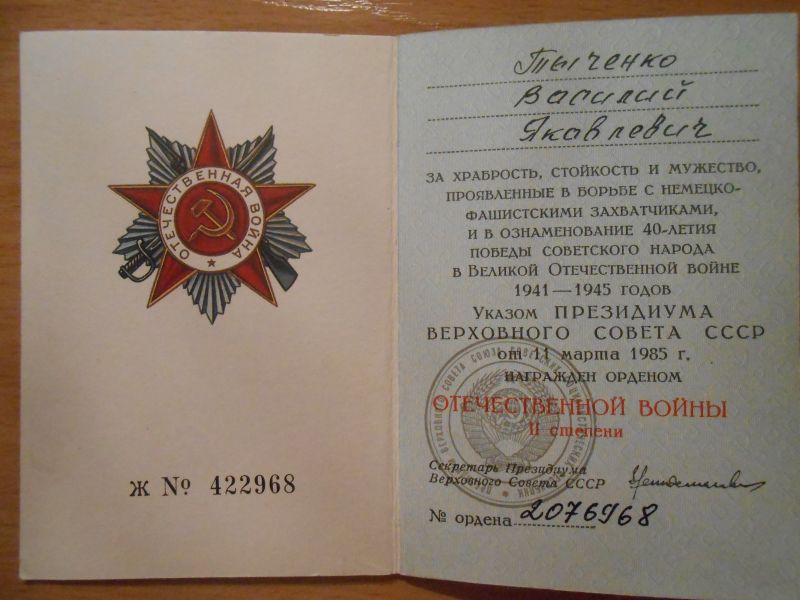 ОТЕЧЕСТВЕННАЯ ВОЙНА
Ж № 422968
Тыченко
Василий
Яковлевич
ЗА ХРАБРОСТЬ, СТОЙКОСТЬ И МУЖЕСТВО,
ПРОЯВЛЕННЫЕ В БОРЬБЕ С НЕМЕЦКО-
ФАШИСТСКИМИ ЗАХВАТЧИКАМИ,
И В ОЗНАМЕНОВАНИЕ 40-ЛЕТИЯ
ПОБЕДЫ СОВЕТСКОГО НАРОДА
В ВЕЛИКОЙ ОТЕЧЕСТВЕННОЙ ВОЙНЕ
1941—1945 ГОДОВ
УКАЗОМ ПРЕЗИДИУМА
ВЕРХОВНОГО СОВЕТА СССР
от 11 марта 1985 г.
НАГРАЖДЕН ОРДЕНОМ
ОТЕЧЕСТВЕННОЙ ВОЙНЫ
II степени
Секретарь Президиума
Верховного Совета СССР
№ ордена 2076968